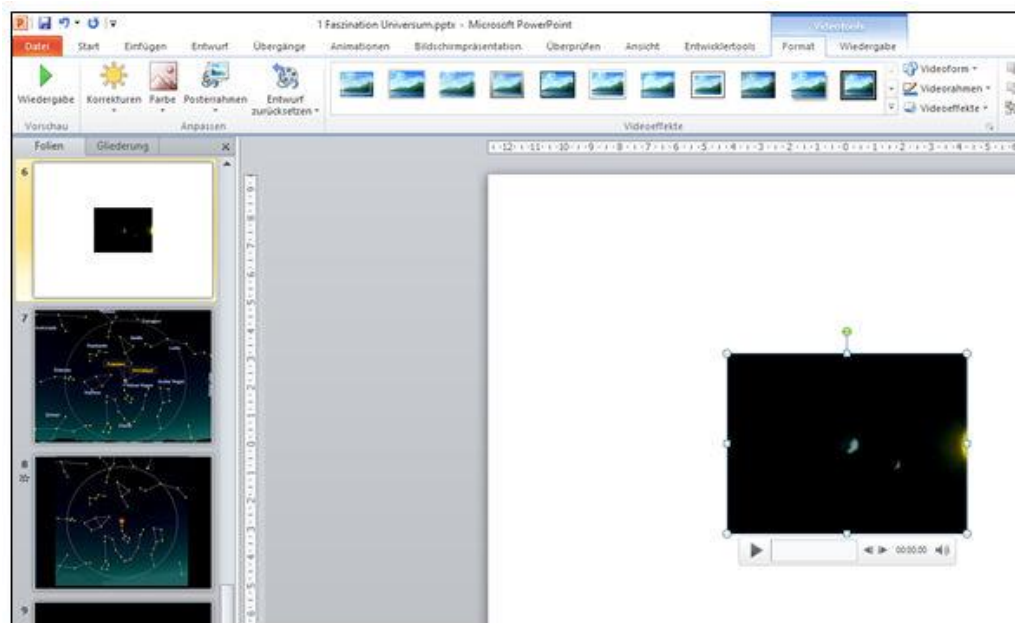 1 Faszination Universum.pptx - Microsoft PowerPoint
Videotools
Datei Start Einfügen Entwurf Übergänge Animationen Bildschirmpräsentation Überprüfen Ansicht Entwicklertools Format Wiedergabe
Wiedergabe Korrekturen Farbe Posterrahmen Entwurf zurücksetzen
Videoform
Videorahmen
Videoeffekte
Vorschau Anpassen Videoeffekte
Folien Gliederung
6
7
8
9
00:00.00